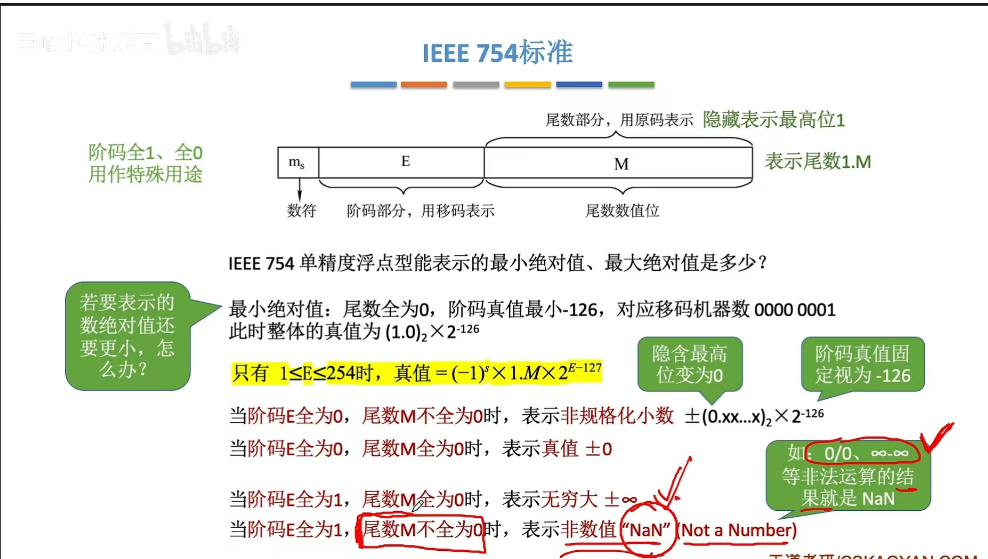 bilibili
IEEE 754标准
尾数部分，用原码表示 隐藏表示最高位1
阶码全1、全0
用作特殊用途
mₛ E M
表示尾数1.M
数符 阶码部分，用移码表示 尾数数值位
IEEE 754 单精度浮点型能表示的最小绝对值、最大绝对值是多少？
若要表示的
数绝对值还
要更小，怎
么办？
最小绝对值：尾数全为0，阶码真值最小-126，对应移码机器数 0000 0001
此时整体的真值为 (1.0)₂×2⁻¹²⁶
隐含最高
位变为0
阶码真值固
定视为 -126
只有 1≤E≤254时，真值 = (−1)ˢ×1.M×2ᴱ⁻¹²⁷
当阶码E全为0，尾数M不全为0时，表示非规格化小数 ±(0.xx...x)₂×2⁻¹²⁶
当阶码E全为0，尾数M全为0时，表示真值 ±0
如：0/0、∞-∞
等非法运算的结
果就是 NaN
当阶码E全为1，尾数M全为0时，表示无穷大 ±∞
当阶码E全为1，尾数M不全为0时，表示非数值 “NaN” (Not a Number)
王道考研/CSKAOYAN.COM